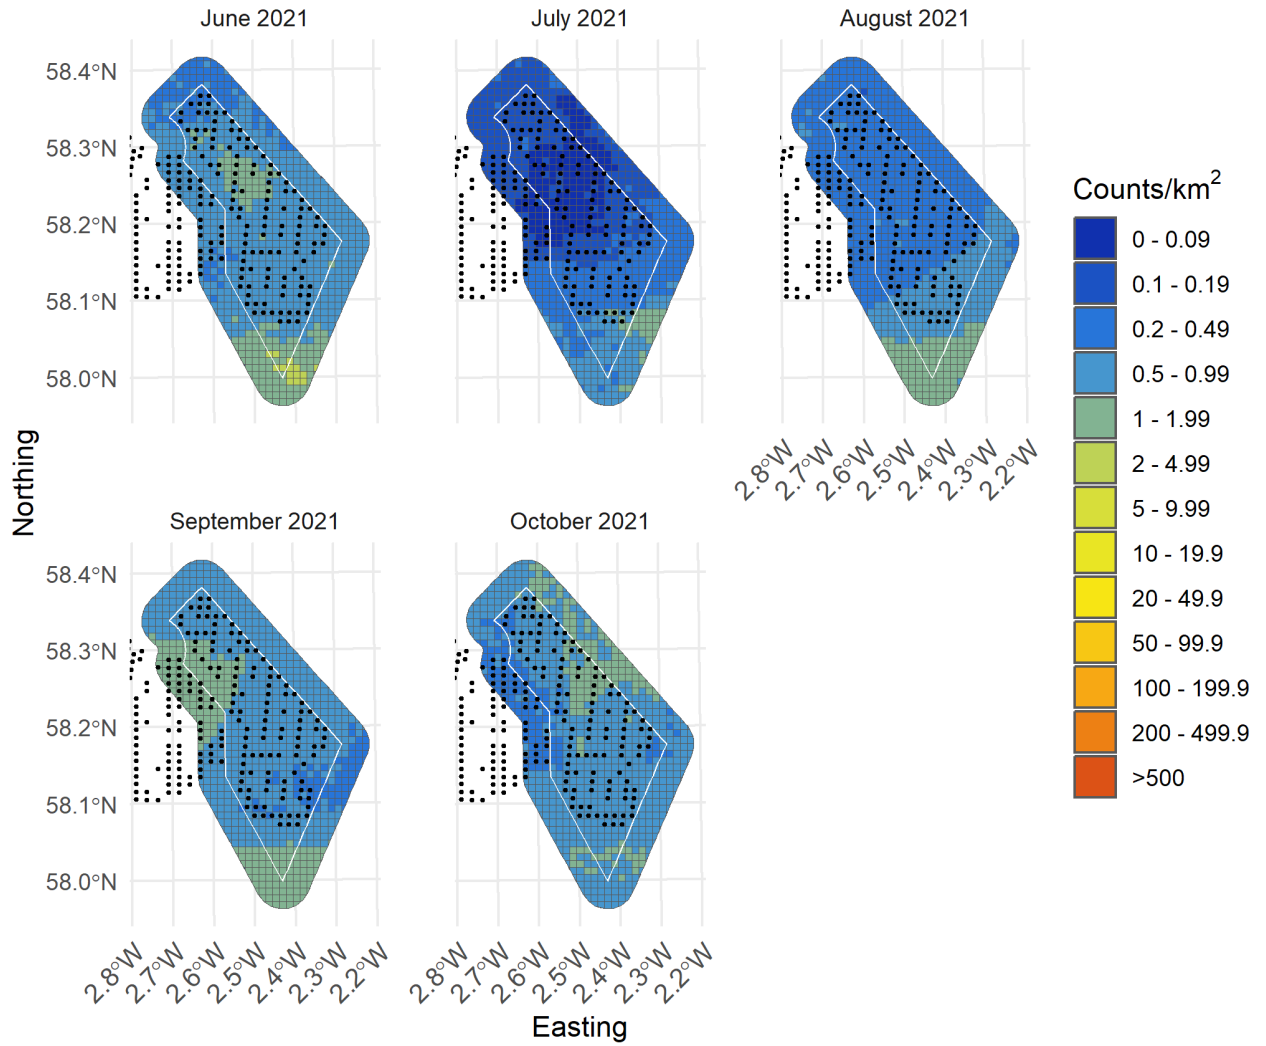 June 2021
July 2021
August 2021
58.4°N
58.3°N
58.2°N
58.1°N
58.0°N
2.8°W
2.7°W
2.6°W
2.5°W
2.4°W
2.3°W
2.2°W
September 2021
October 2021
58.4°N
58.3°N
58.2°N
58.1°N
58.0°N
2.8°W
2.7°W
2.6°W
2.5°W
2.4°W
2.3°W
2.2°W
2.8°W
2.7°W
2.6°W
2.5°W
2.4°W
2.3°W
2.2°W
Northing
Easting
Counts/km²
0 - 0.09
0.1 - 0.19
0.2 - 0.49
0.5 - 0.99
1 - 1.99
2 - 4.99
5 - 9.99
10 - 19.9
20 - 49.9
50 - 99.9
100 - 199.9
200 - 499.9
>500